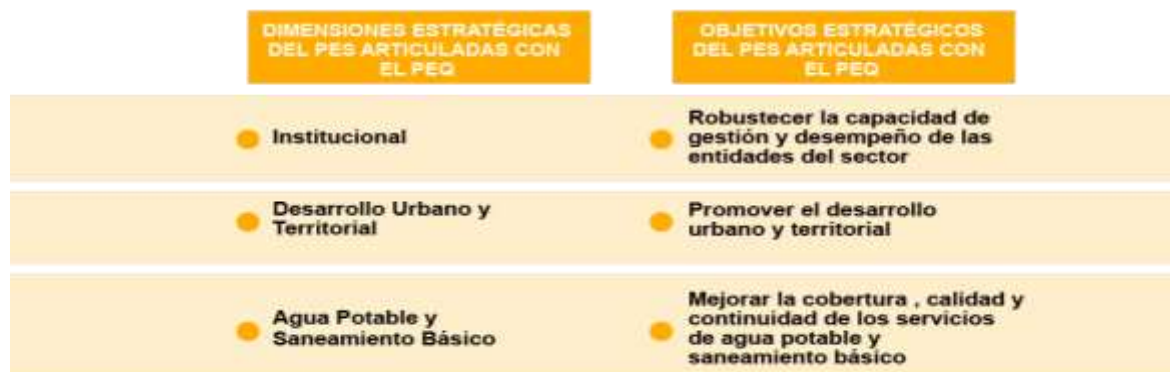 DIMENSIONES ESTRATÉGICAS
DEL PES ARTICULADAS CON
EL PEQ
OBJETIVOS ESTRATÉGICOS
DEL PES ARTICULADAS CON
EL PEQ
Institucional
Robustecer la capacidad de
gestión y desempeño de las
entidades del sector
Desarrollo Urbano y
Territorial
Promover el desarrollo
urbano y territorial
Agua Potable y
Saneamiento Básico
Mejorar la cobertura , calidad y
continuidad de los servicios
de agua potable y
saneamiento básico